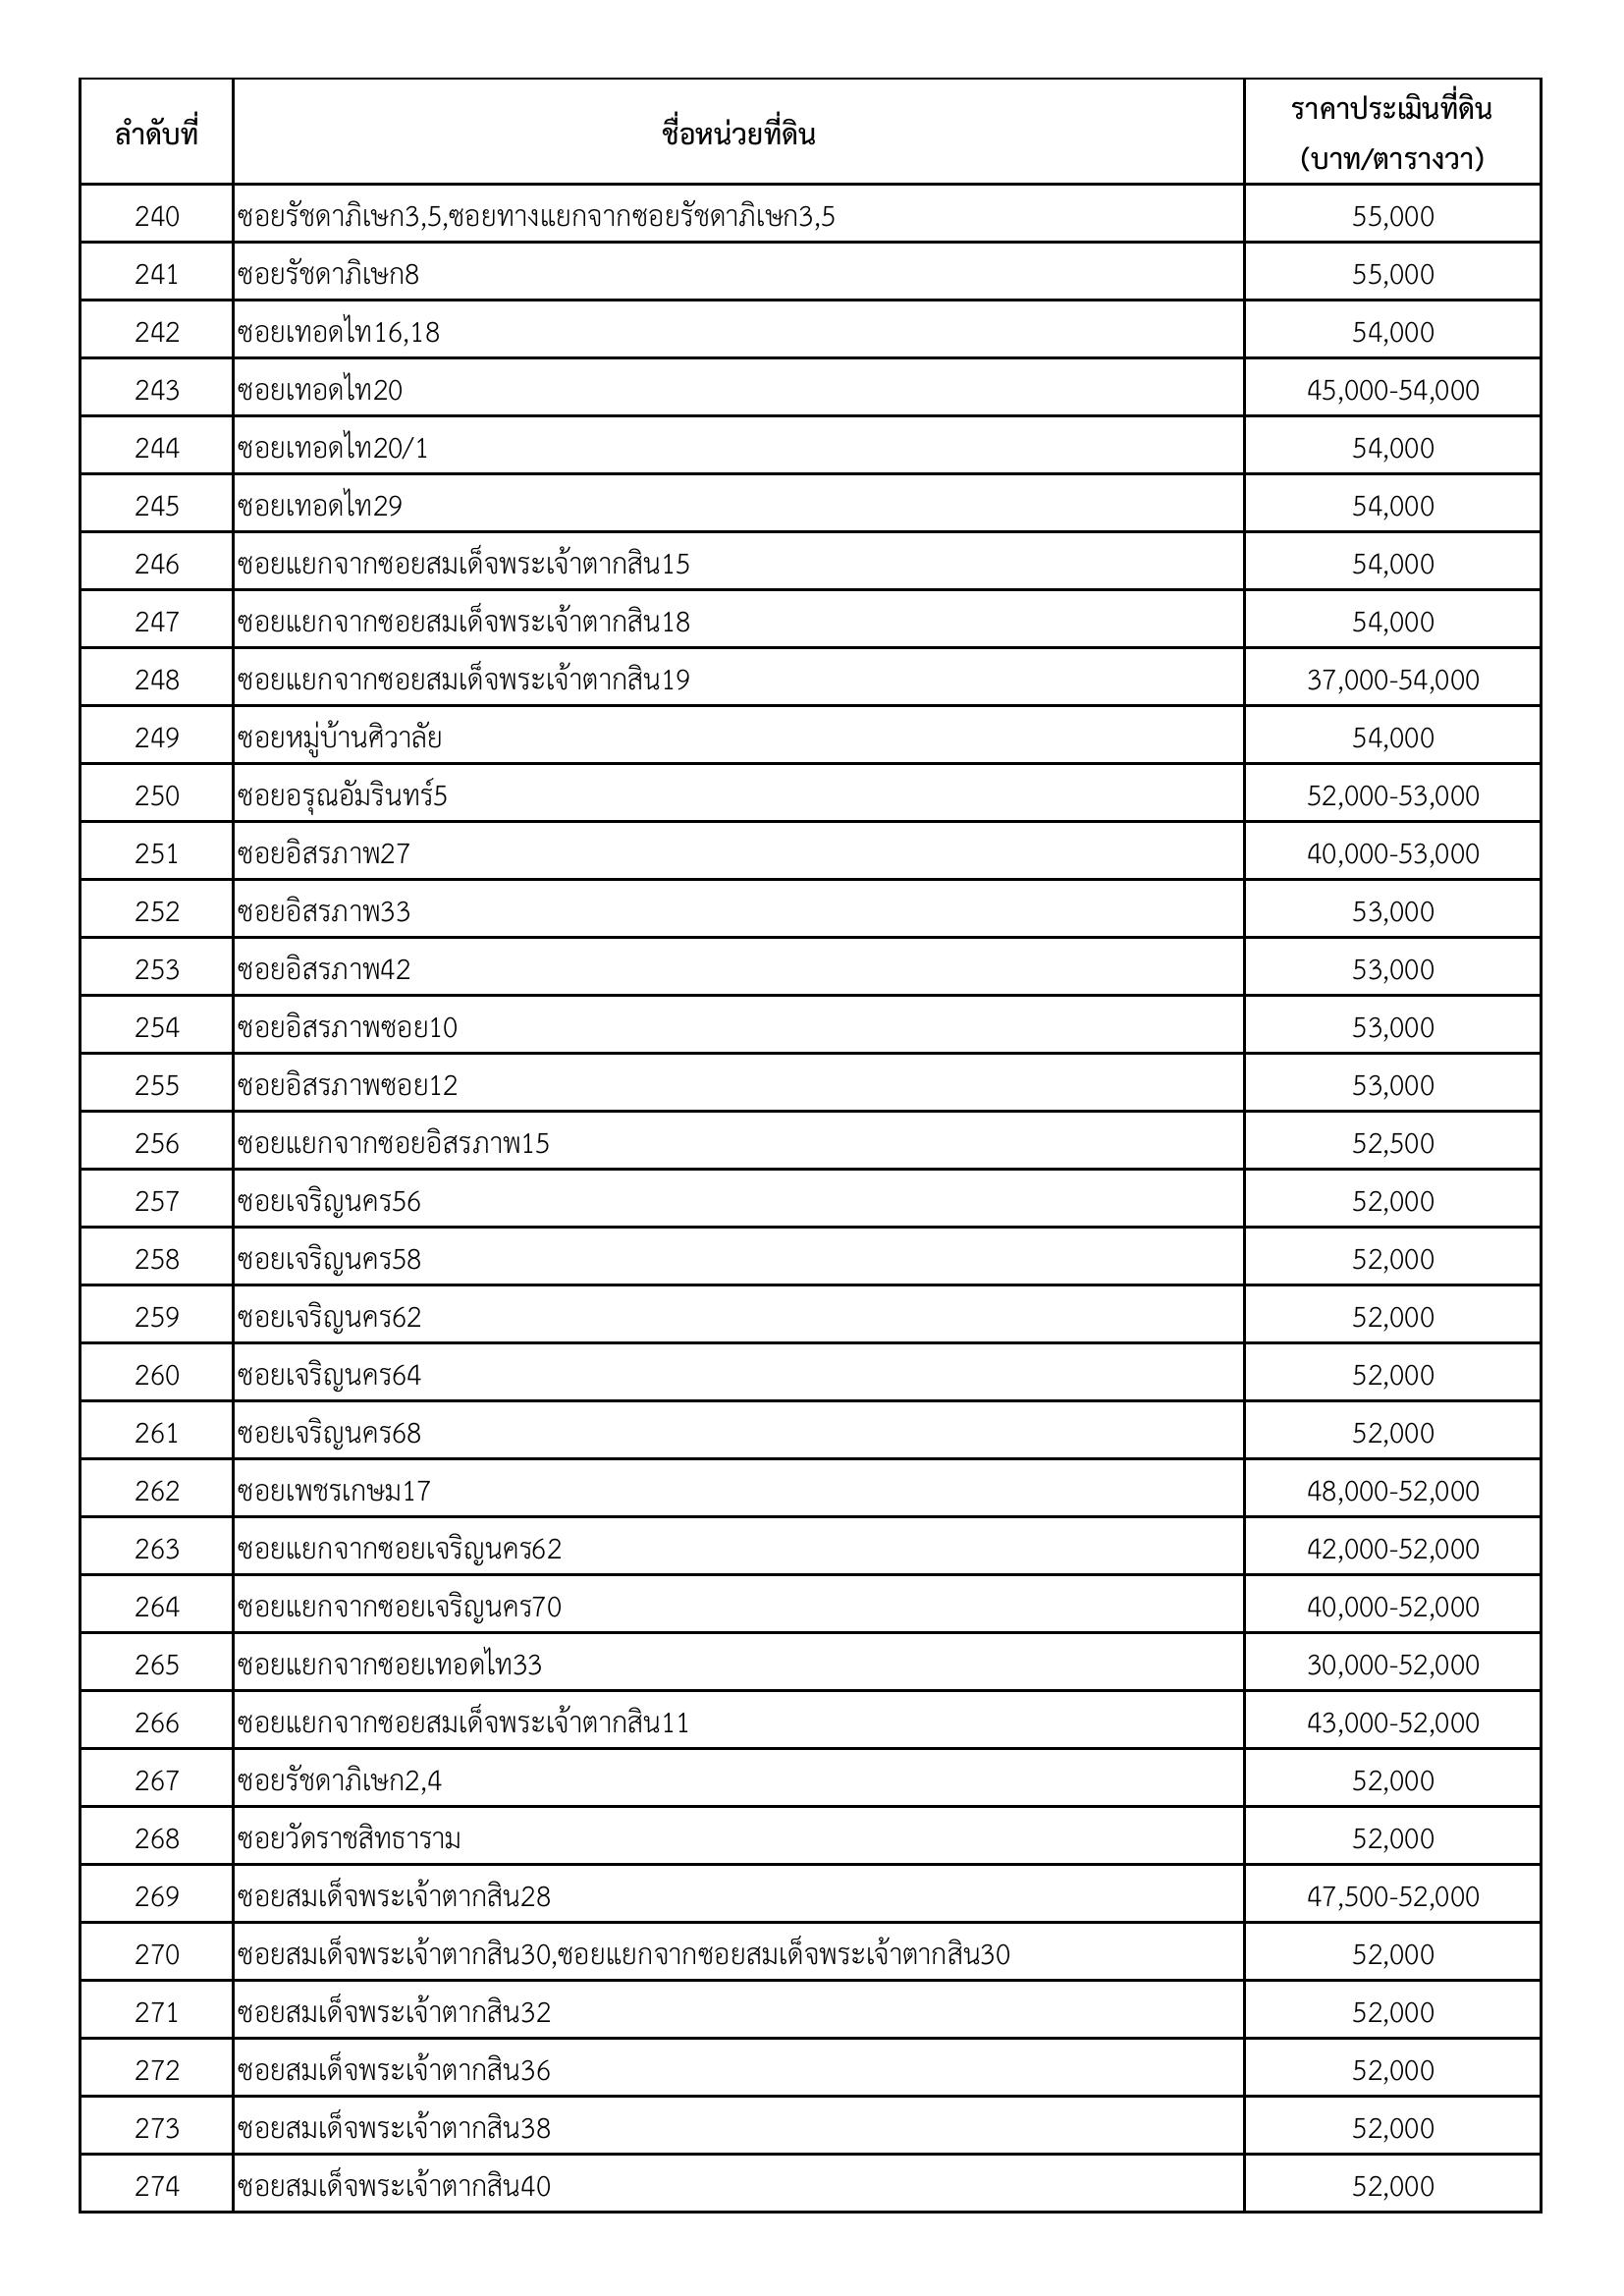 ลำดับที่ ชื่อหน่วยที่ดิน ราคาประเมินที่ดิน
(บาท/ตารางวา)
240 ซอยรัชดาภิเษก3,5,ซอยทางแยกจากซอยรัชดาภิเษก3,5 55,000
241 ซอยรัชดาภิเษก8 55,000
242 ซอยเทอดไท16,18 54,000
243 ซอยเทอดไท20 45,000-54,000
244 ซอยเทอดไท20/1 54,000
245 ซอยเทอดไท29 54,000
246 ซอยแยกจากซอยสมเด็จพระเจ้าตากสิน15 54,000
247 ซอยแยกจากซอยสมเด็จพระเจ้าตากสิน18 54,000
248 ซอยแยกจากซอยสมเด็จพระเจ้าตากสิน19 37,000-54,000
249 ซอยหมู่บ้านศิวาลัย 54,000
250 ซอยอรุณอัมรินทร์5 52,000-53,000
251 ซอยอิสรภาพ27 40,000-53,000
252 ซอยอิสรภาพ33 53,000
253 ซอยอิสรภาพ42 53,000
254 ซอยอิสรภาพซอย10 53,000
255 ซอยอิสรภาพซอย12 53,000
256 ซอยแยกจากซอยอิสรภาพ15 52,500
257 ซอยเจริญนคร56 52,000
258 ซอยเจริญนคร58 52,000
259 ซอยเจริญนคร62 52,000
260 ซอยเจริญนคร64 52,000
261 ซอยเจริญนคร68 52,000
262 ซอยเพชรเกษม17 48,000-52,000
263 ซอยแยกจากซอยเจริญนคร62 42,000-52,000
264 ซอยแยกจากซอยเจริญนคร70 40,000-52,000
265 ซอยแยกจากซอยเทอดไท33 30,000-52,000
266 ซอยแยกจากซอยสมเด็จพระเจ้าตากสิน11 43,000-52,000
267 ซอยรัชดาภิเษก2,4 52,000
268 ซอยวัดราชสิทธาราม 52,000
269 ซอยสมเด็จพระเจ้าตากสิน28 47,500-52,000
270 ซอยสมเด็จพระเจ้าตากสิน30,ซอยแยกจากซอยสมเด็จพระเจ้าตากสิน30 52,000
271 ซอยสมเด็จพระเจ้าตากสิน32 52,000
272 ซอยสมเด็จพระเจ้าตากสิน36 52,000
273 ซอยสมเด็จพระเจ้าตากสิน38 52,000
274 ซอยสมเด็จพระเจ้าตากสิน40 52,000